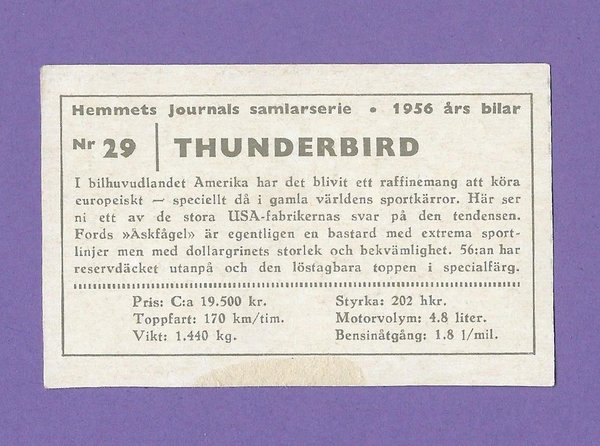 Hemmets Journals samlarserie • 1956 års bilar
Nr 29 THUNDERBIRD
I bilhuvudlandet Amerika har det blivit ett raffinemang att köra
europeiskt — speciellt då i gamla världens sportkärror. Här ser
ni ett av de stora USA-fabrikernas svar på den tendensen.
Fords »Askfågel» är egentligen en bastard med extrema sport-
linjer men med dollargrinets storlek och bekvämlighet. 56:an har
reservdäcket utanpå och den löstagbara toppen i specialfärg.
Pris: C:a 19.500 kr.
Toppfart: 170 km/tim.
Vikt: 1.440 kg.
Styrka: 202 hkr.
Motorvolym: 4.8 liter.
Bensinåtgång: 1.8 l/mil.